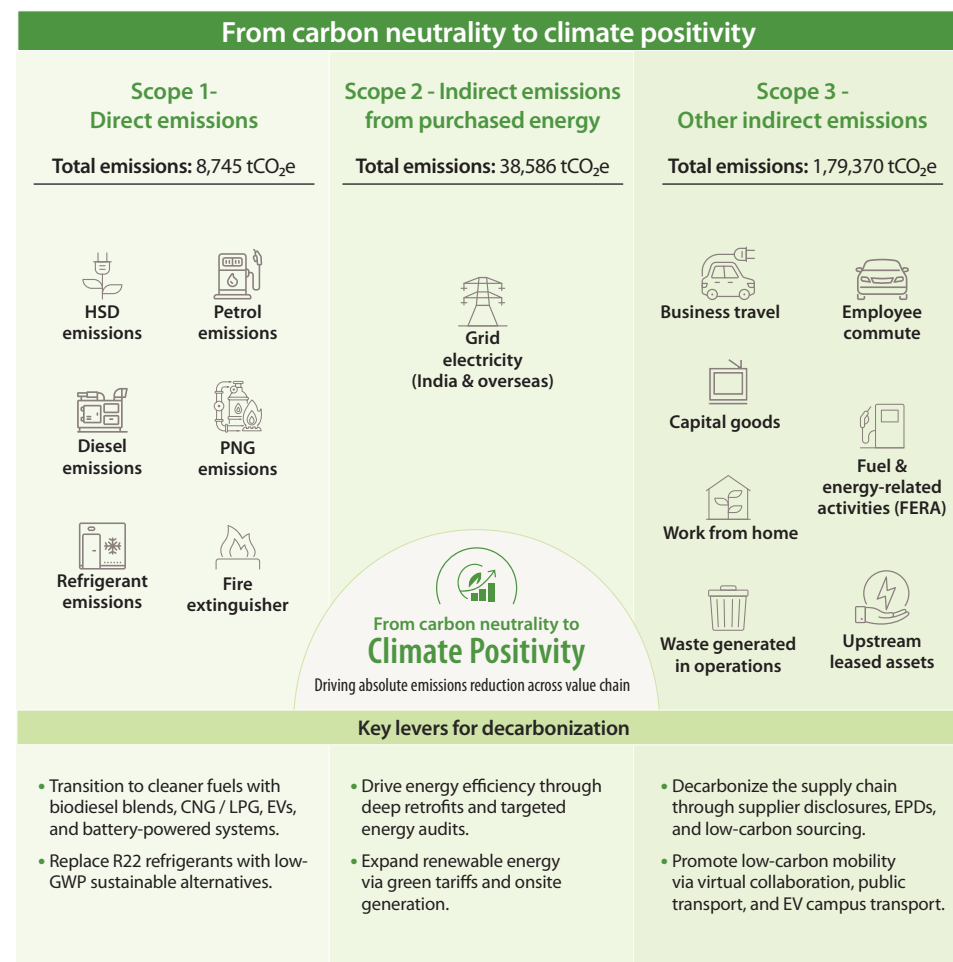 From carbon neutrality to climate positivity
Scope 1-
Direct emissions
Total emissions: 8,745 tCO₂e
HSD
emissions
Petrol
emissions
Diesel
emissions
PNG
emissions
Refrigerant
emissions
Fire
extinguisher
Scope 2 - Indirect emissions
from purchased energy
Total emissions: 38,586 tCO₂e
Grid
electricity
(India & overseas)
Scope 3 -
Other indirect emissions
Total emissions: 1,79,370 tCO₂e
Business travel
Employee
commute
Capital goods
Fuel &
energy-related
activities (FERA)
Work from home
Waste generated
in operations
Upstream
leased assets
From carbon neutrality to
Climate Positivity
Driving absolute emissions reduction across value chain
Key levers for decarbonization
• Transition to cleaner fuels with
biodiesel blends, CNG / LPG, EVs,
and battery-powered systems.
• Replace R22 refrigerants with low-
GWP sustainable alternatives.
• Drive energy efficiency through
deep retrofits and targeted
energy audits.
• Expand renewable energy
via green tariffs and onsite
generation.
• Decarbonize the supply chain
through supplier disclosures, EPDs,
and low-carbon sourcing.
• Promote low-carbon mobility
via virtual collaboration, public
transport, and EV campus transport.